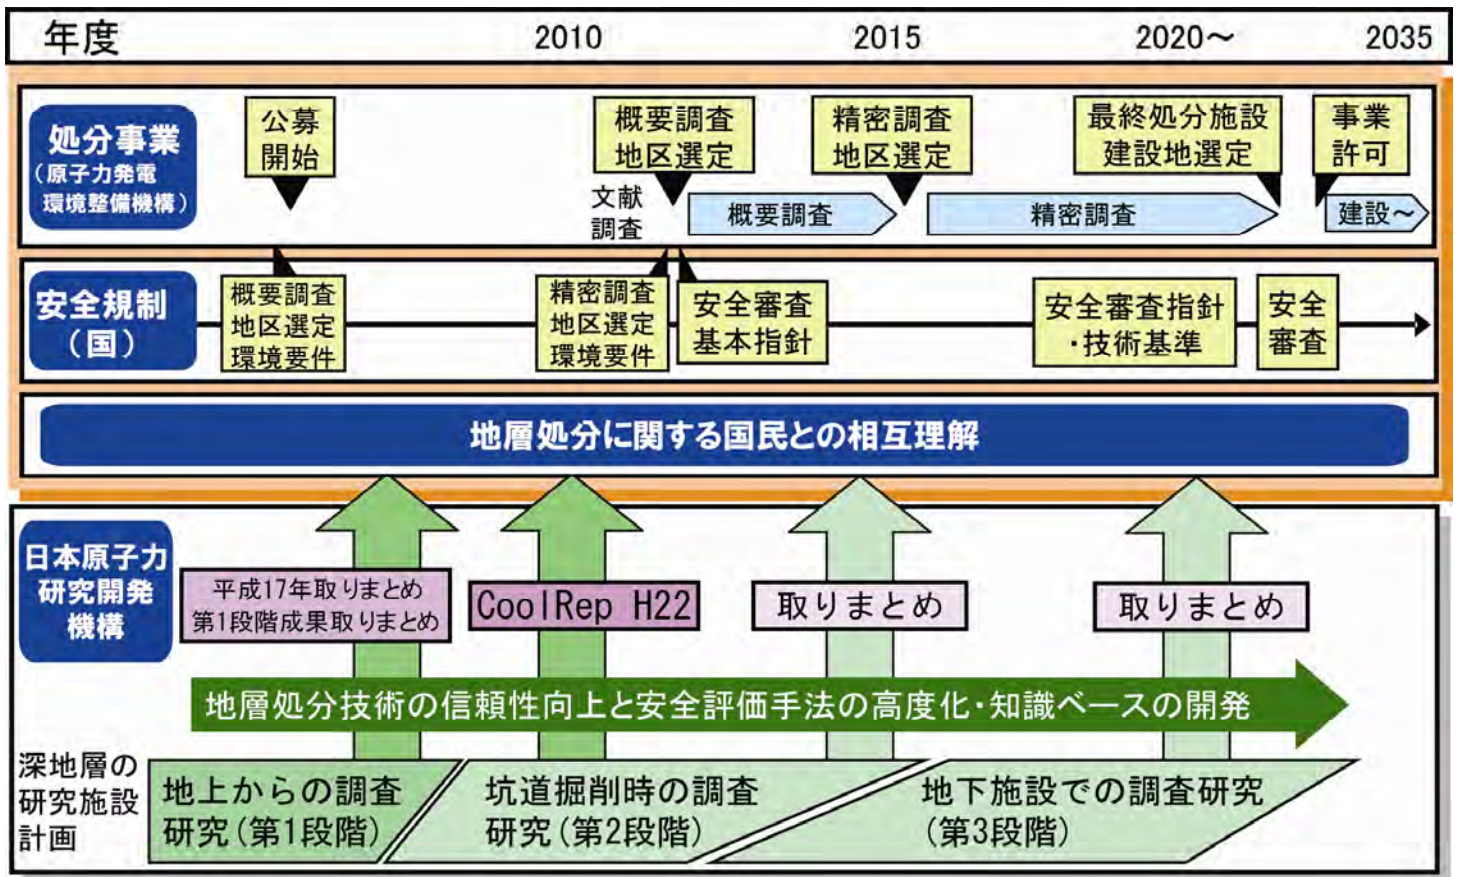 年度 2010 2015 2020～ 2035
処分事業
（原子力発電
環境整備機構）
公募
開始
概要調査
地区選定
精密調査
地区選定
最終処分施設
建設地選定
事業
許可
文献
調査
概要調査
精密調査
建設～
安全規制
（国）
概要調査
地区選定
環境要件
精密調査
地区選定
環境要件
安全審査
基本指針
安全審査指針
・技術基準
安全
審査
地層処分に関する国民との相互理解
日本原子力
研究開発
機構
平成17年取りまとめ
第1段階成果取りまとめ
CoolRep H22
取りまとめ
取りまとめ
地層処分技術の信頼性向上と安全評価手法の高度化・知識ベースの開発
深地層の
研究施設
計画
地上からの調査
研究(第1段階)
坑道掘削時の調査
研究(第2段階)
地下施設での調査研究
(第3段階)